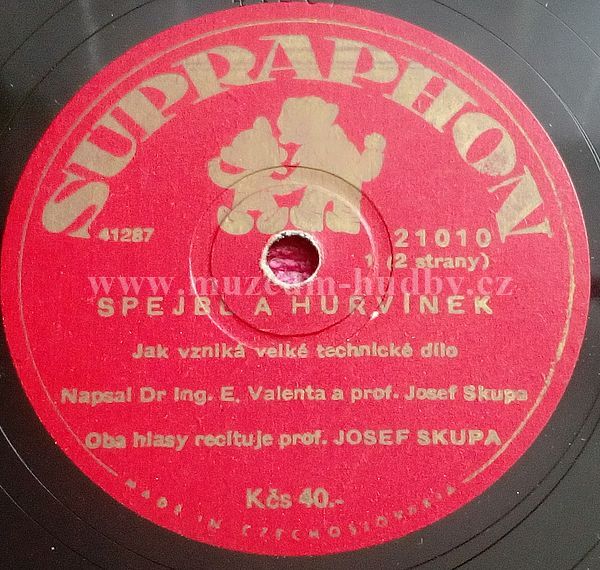 SUPRAPHON
41287
21010
1 (2 strany)
www.muzeum-hudby.cz
SPEJBL A HURVÍNEK
Jak vzniká velké technické dílo
Napsal Dr Ing. E. Valenta a prof. Josef Skupa
Oba hlasy recituje prof. JOSEF SKUPA
Kčs 40.-
MADE IN CZECHOSLOVAKIA